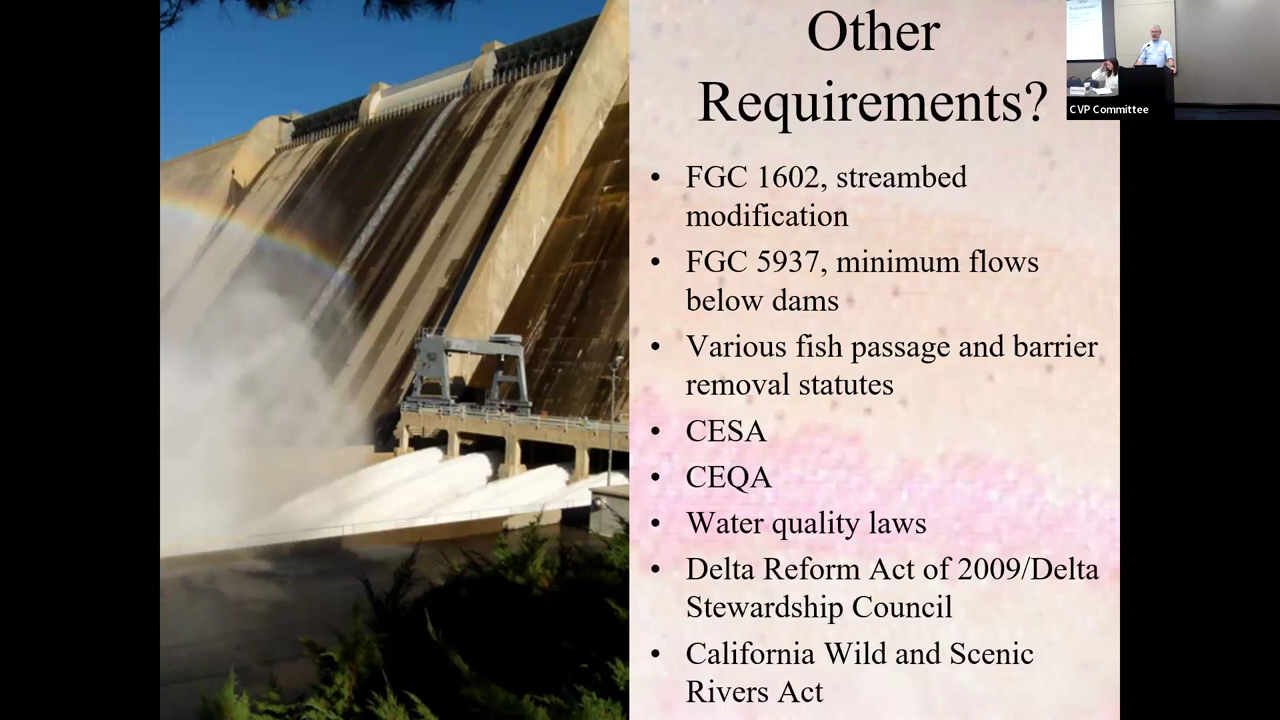 Other
Requirements?
CVP Committee
• FGC 1602, streambed
modification
• FGC 5937, minimum flows
below dams
• Various fish passage and barrier
removal statutes
• CESA
• CEQA
• Water quality laws
• Delta Reform Act of 2009/Delta
Stewardship Council
• California Wild and Scenic
Rivers Act